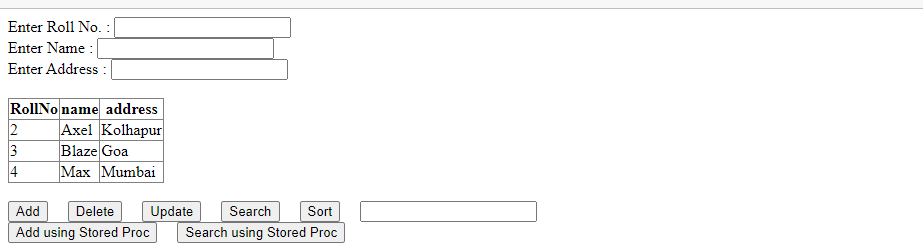 Enter Roll No. :
Enter Name :
Enter Address :
RollNo name address
2 Axel Kolhapur
3 Blaze Goa
4 Max Mumbai
Add Delete Update Search Sort
Add using Stored Proc Search using Stored Proc